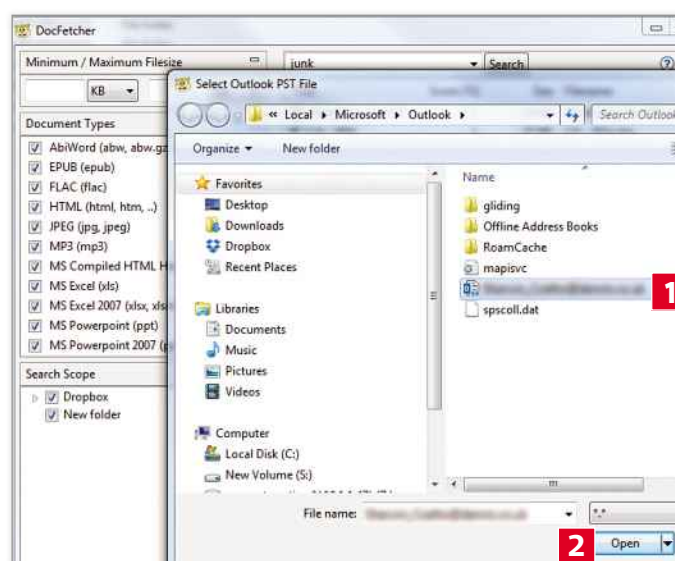 DocFetcher
Minimum / Maximum Filesize
junk
Search
KB
Select Outlook PST File
« Local ▸ Microsoft ▸ Outlook ▸
Search Outlook
Document Types
Organize ▾
New folder
AbiWord (abw, abw.gz
EPUB (epub)
FLAC (flac)
HTML (html, htm, ..)
JPEG (jpg, jpeg)
MP3 (mp3)
MS Compiled HTML H
MS Excel (xls)
MS Excel 2007 (xlsx, xls
MS Powerpoint (ppt)
MS Powerpoint 2007 (p
Search Scope
Dropbox
New folder
Favorites
Desktop
Downloads
Dropbox
Recent Places
Libraries
Documents
Music
Pictures
Videos
Computer
Local Disk (C:)
New Volume (S:)
Name
gliding
Offline Address Books
RoamCache
mapisvc
1
spscoll.dat
File name:
*.*
2
Open